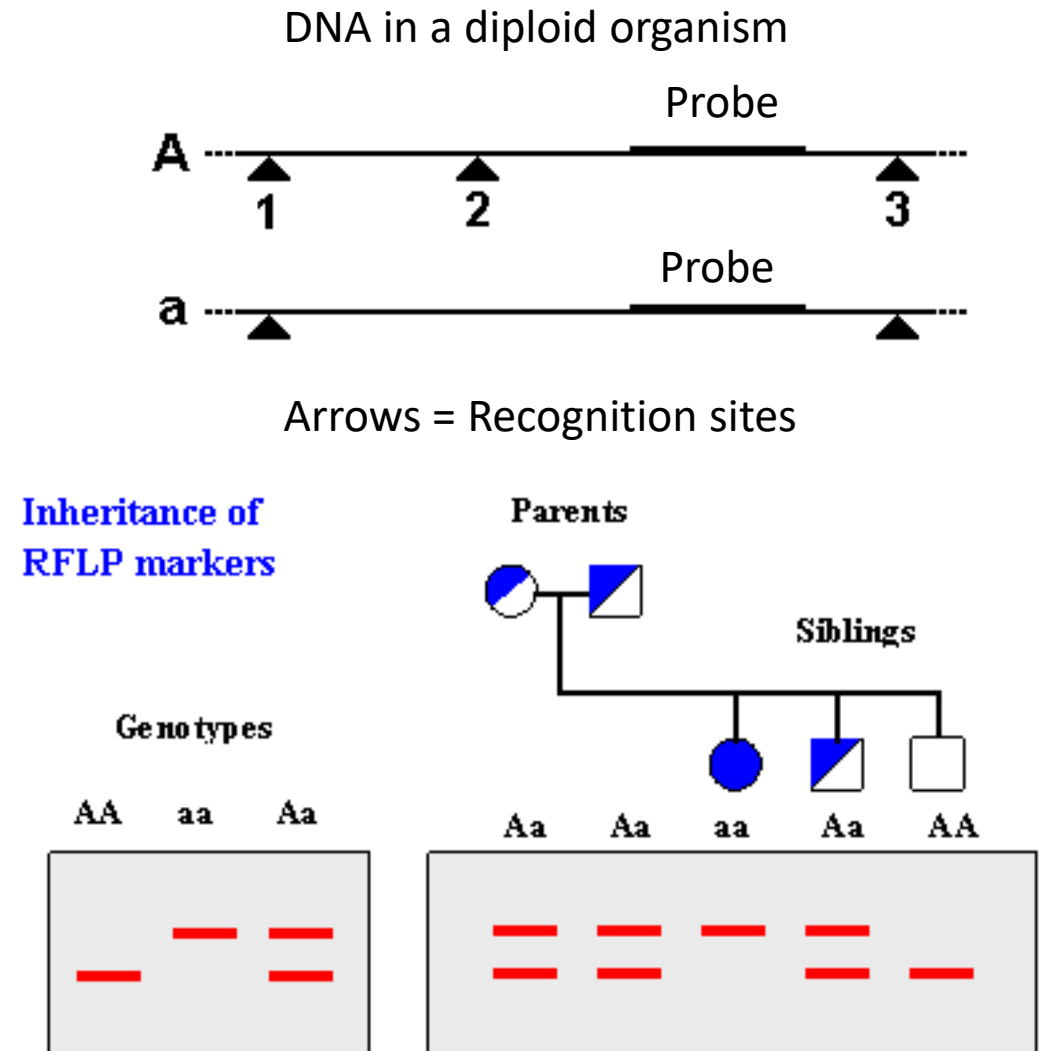 DNA in a diploid organism
Probe
A
1 2 3
Probe
a
Arrows = Recognition sites
Inheritance of
RFLP markers
Parents
Siblings
Genotypes
AA aa Aa
Aa Aa aa Aa AA